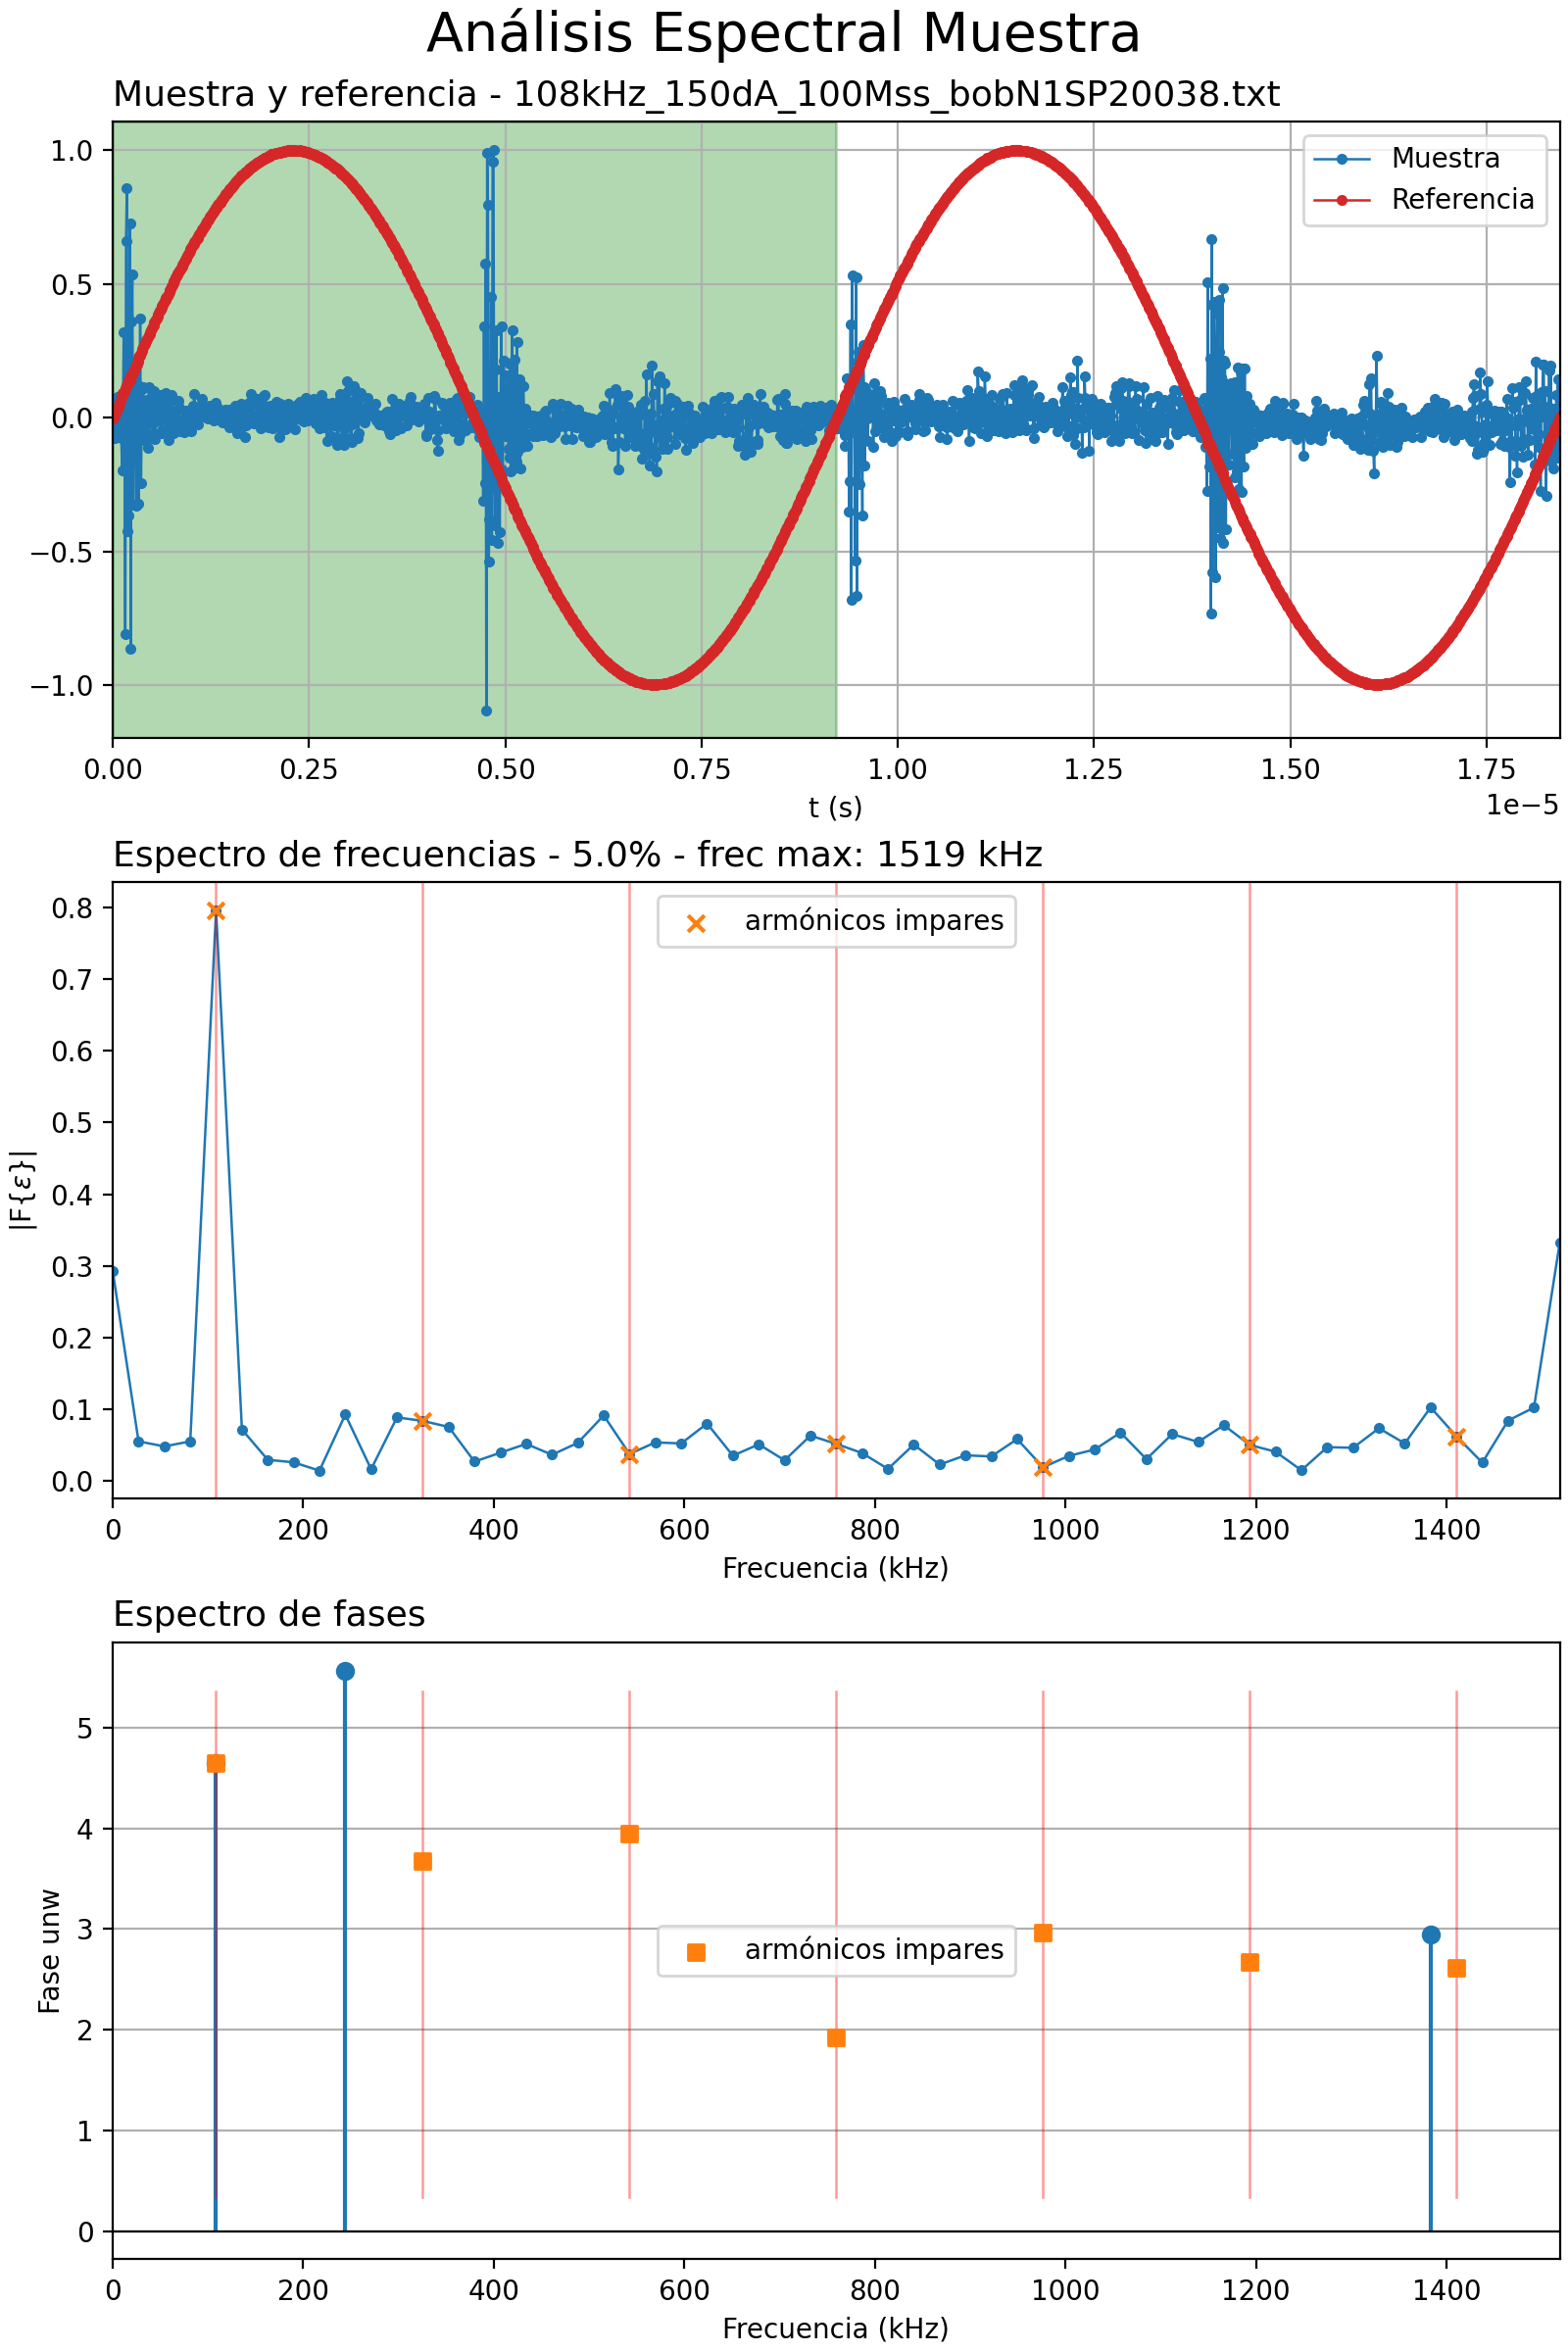 Análisis Espectral Muestra
Muestra y referencia - 108kHz_150dA_100Mss_bobN1SP20038.txt
Muestra
Referencia
1.0
0.5
0.0
−0.5
−1.0
0.00 0.25 0.50 0.75 1.00 1.25 1.50 1.75
1e−5
t (s)
Espectro de frecuencias - 5.0% - frec max: 1519 kHz
armónicos impares
0.8
0.7
0.6
0.5
0.4
0.3
0.2
0.1
0.0
|F{ε}|
0 200 400 600 800 1000 1200 1400
Frecuencia (kHz)
Espectro de fases
5
4
3
2
1
0
Fase unw
armónicos impares
0 200 400 600 800 1000 1200 1400
Frecuencia (kHz)